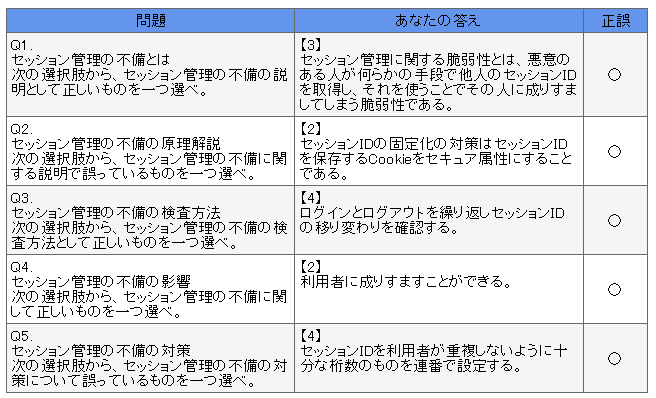 問題 あなたの答え 正誤
Q1.
セッション管理の不備とは
次の選択肢から、セッション管理の不備の説
明として正しいものを一つ選べ。
【3】
セッション管理に関する脆弱性とは、悪意の
ある人が何らかの手段で他人のセッションID
を取得し、それを使うことでその人に成りすま
してしまう脆弱性である。
○
Q2.
セッション管理の不備の原理解説
次の選択肢から、セッション管理の不備に関
する説明で誤っているものを一つ選べ。
【2】
セッションIDの固定化の対策はセッションID
を保存するCookieをセキュア属性にすること
である。
○
Q3.
セッション管理の不備の検査方法
次の選択肢から、セッション管理の不備の検
査方法として正しいものを一つ選べ。
【4】
ログインとログアウトを繰り返しセッションID
の移り変わりを確認する。
○
Q4.
セッション管理の不備の影響
次の選択肢から、セッション管理の不備に関
して正しいものを一つ選べ。
【2】
利用者に成りすますことができる。
○
Q5.
セッション管理の不備の対策
次の選択肢から、セッション管理の不備の対
策について誤っているものを一つ選べ。
【4】
セッションIDを利用者が重複しないように十
分な桁数のものを連番で設定する。
○